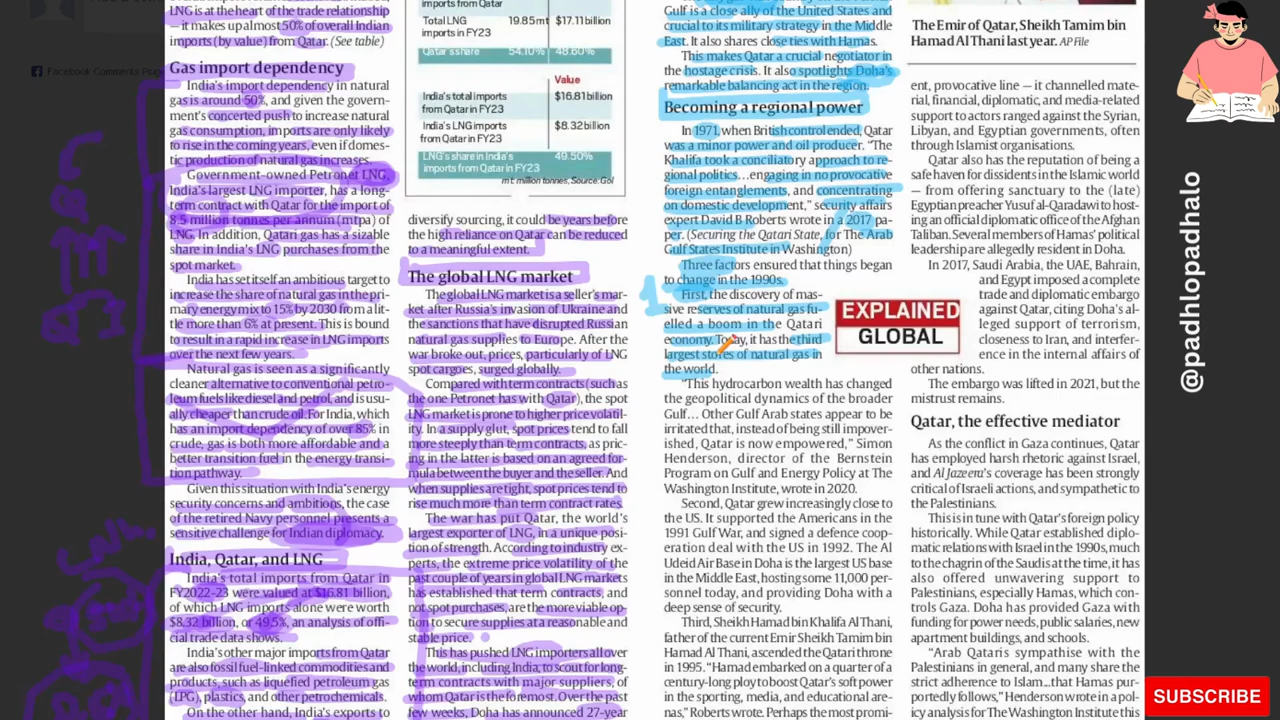 LNG is at the heart of the trade relationship
— it makes up almost 50% of overall Indian
imports (by value) from Qatar. (See table)
Gas import dependency
India's import dependency in natural
gas is around 50%, and given the govern-
ment's concerted push to increase natural
gas consumption, imports are only likely
to rise in the coming years, even if domes-
tic production of natural gas increases.
Government-owned Petronet LNG,
India's largest LNG importer, has a long-
term contract with Qatar for the import of
8.5 million tonnes per annum (mtpa) of
LNG. In addition, Qatari gas has a sizable
share in India's LNG purchases from the
spot market.
India has set itself an ambitious target to
increase the share of natural gas in the pri-
mary energy mix to 15% by 2030 from a lit-
tle more than 6% at present. This is bound
to result in a rapid increase in LNG imports
over the next few years.
Natural gas is seen as a significantly
cleaner alternative to conventional petro-
leum fuels like diesel and petrol, and is usu-
ally cheaper than crude oil. For India, which
has an import dependency of over 85% in
crude, gas is both more affordable and a
better transition fuel in the energy transi-
tion pathway.
Given this situation with India's energy
security concerns and ambitions, the case
of the retired Navy personnel presents a
sensitive challenge for Indian diplomacy.
India, Qatar, and LNG
India's total imports from Qatar in
FY2022-23 were valued at $16.81 billion,
of which LNG imports alone were worth
$8.32 billion, or 49.5%, an analysis of offi-
cial trade data shows.
India's other major imports from Qatar
are also fossil fuel-linked commodities and
products, such as liquefied petroleum gas
(LPG), plastics, and other petrochemicals.
On the other hand, India's exports to
imports from Qatar
Total LNG 19.85mt $17.11billion
imports in FY23
Qatar's share 54.10% 48.60%
Value
India's total imports $16.81billion
from Qatar in FY23
India's LNG imports $8.32billion
from Qatar in FY23
LNG's share in India's 49.50%
imports from Qatar in FY23
mt: million tonnes, Source: GoI
diversify sourcing, it could be years before
the high reliance on Qatar can be reduced
to a meaningful extent.
The global LNG market
The global LNG market is a seller's mar-
ket after Russia's invasion of Ukraine and
the sanctions that have disrupted Russian
natural gas supplies to Europe. After the
war broke out, prices, particularly of LNG
spot cargoes, surged globally.
Compared with term contracts (such as
the one Petronet has with Qatar), the spot
LNG market is prone to higher price volatil-
ity. In a supply glut, spot prices tend to fall
more steeply than term contracts, as pric-
ing in the latter is based on an agreed for-
mula between the buyer and the seller. And
when supplies are tight, spot prices tend to
rise much more than term contract rates.
The war has put Qatar, the world's
largest exporter of LNG, in a unique posi-
tion of strength. According to industry ex-
perts, the extreme price volatility of the
past couple of years in global LNG markets
has established that term contracts, and
not spot purchases, are the more viable op-
tion to secure supplies at a reasonable and
stable price.
This has pushed LNG importers all over
the world, including India, to scout for long-
term contracts with major suppliers, of
whom Qatar is the foremost. Over the past
few weeks, Doha has announced 27-year
Gulf is a close ally of the United States and
crucial to its military strategy in the Middle
East. It also shares close ties with Hamas.
This makes Qatar a crucial negotiator in
the hostage crisis. It also spotlights Doha's
remarkable balancing act in the region.
Becoming a regional power
In 1971, when British control ended, Qatar
was a minor power and oil producer. "The
Khalifa took a conciliatory approach to re-
gional politics…engaging in no provocative
foreign entanglements, and concentrating
on domestic development," security affairs
expert David B Roberts wrote in a 2017 pa-
per. (Securing the Qatari State, for The Arab
Gulf States Institute in Washington)
Three factors ensured that things began
to change in the 1990s.
1
First, the discovery of mas-
sive reserves of natural gas fu-
elled a boom in the Qatari
economy. Today, it has the third
largest stores of natural gas in
the world.
"This hydrocarbon wealth has changed
the geopolitical dynamics of the broader
Gulf… Other Gulf Arab states appear to be
irritated that, instead of being still impover-
ished, Qatar is now empowered," Simon
Henderson, director of the Bernstein
Program on Gulf and Energy Policy at The
Washington Institute, wrote in 2020.
Second, Qatar grew increasingly close to
the US. It supported the Americans in the
1991 Gulf War, and signed a defence coop-
eration deal with the US in 1992. The Al
Udeid Air Base in Doha is the largest US base
in the Middle East, hosting some 11,000 per-
sonnel today, and providing Doha with a
deep sense of security.
Third, Sheikh Hamad bin Khalifa Al Thani,
father of the current Emir Sheikh Tamim bin
Hamad Al Thani, ascended the Qatari throne
in 1995. "Hamad embarked on a quarter of a
century-long ploy to boost Qatar's soft power
in the sporting, media, and educational are-
nas," Roberts wrote. Perhaps the most promi-
EXPLAINED
GLOBAL
The Emir of Qatar, Sheikh Tamim bin
Hamad Al Thani last year. AP File
ent, provocative line — it channelled mate-
rial, financial, diplomatic, and media-related
support to actors ranged against the Syrian,
Libyan, and Egyptian governments, often
through Islamist organisations.
Qatar also has the reputation of being a
safe haven for dissidents in the Islamic world
— from offering sanctuary to the (late)
Egyptian preacher Yusuf al-Qaradawi to host-
ing an official diplomatic office of the Afghan
Taliban. Several members of Hamas' political
leadership are allegedly resident in Doha.
In 2017, Saudi Arabia, the UAE, Bahrain,
and Egypt imposed a complete
trade and diplomatic embargo
against Qatar, citing Doha's al-
leged support of terrorism,
closeness to Iran, and interfer-
ence in the internal affairs of
other nations.
The embargo was lifted in 2021, but the
mistrust remains.
Qatar, the effective mediator
As the conflict in Gaza continues, Qatar
has employed harsh rhetoric against Israel,
and Al Jazeera's coverage has been strongly
critical of Israeli actions, and sympathetic to
the Palestinians.
This is in tune with Qatar's foreign policy
historically. While Qatar established diplo-
matic relations with Israel in the 1990s, much
to the chagrin of the Saudis at the time, it has
also offered unwavering support to
Palestinians, especially Hamas, which con-
trols Gaza. Doha has provided Gaza with
funding for power needs, public salaries, new
apartment buildings, and schools.
"Arab Qataris sympathise with the
Palestinians in general, and many share the
strict adherence to Islam…that Hamas pur-
portedly follows," Henderson wrote in a pol-
icy analysis for The Washington Institute this
Facebook Comments Plug
@padhlopadhalo
SUBSCRIBE